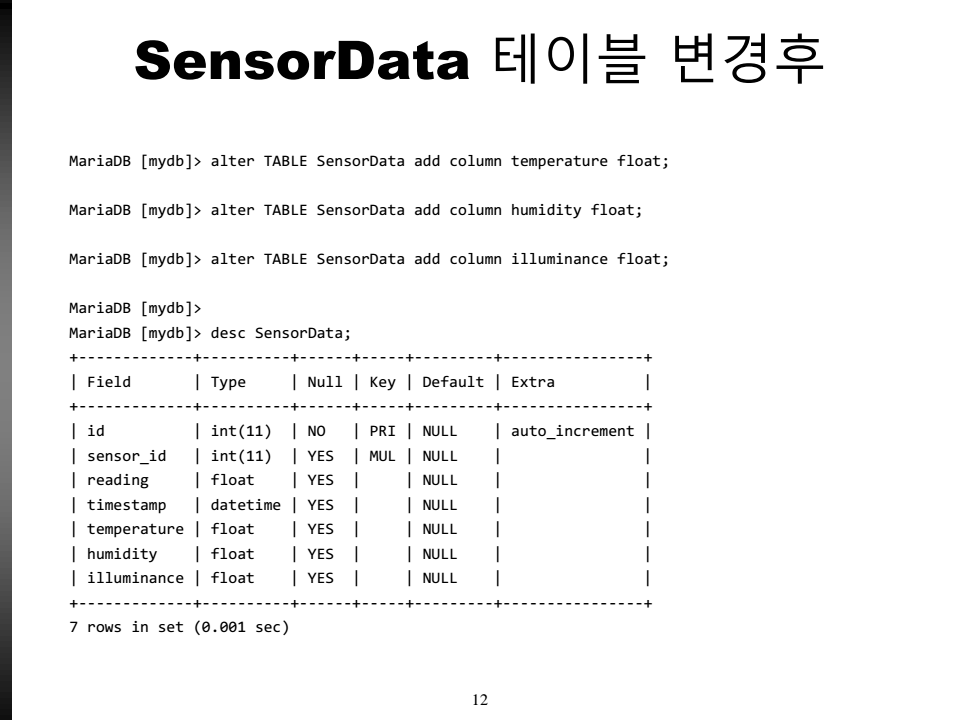 SensorData 테이블 변경후
MariaDB [mydb]> alter TABLE SensorData add column temperature float;
MariaDB [mydb]> alter TABLE SensorData add column humidity float;
MariaDB [mydb]> alter TABLE SensorData add column illuminance float;
MariaDB [mydb]>
MariaDB [mydb]> desc SensorData;
+-------------+----------+------+-----+---------+----------------+
| Field       | Type     | Null | Key | Default | Extra          |
+-------------+----------+------+-----+---------+----------------+
| id          | int(11)  | NO   | PRI | NULL    | auto_increment |
| sensor_id   | int(11)  | YES  | MUL | NULL    |                |
| reading     | float    | YES  |     | NULL    |                |
| timestamp   | datetime | YES  |     | NULL    |                |
| temperature | float    | YES  |     | NULL    |                |
| humidity    | float    | YES  |     | NULL    |                |
| illuminance | float    | YES  |     | NULL    |                |
+-------------+----------+------+-----+---------+----------------+
7 rows in set (0.001 sec)
12